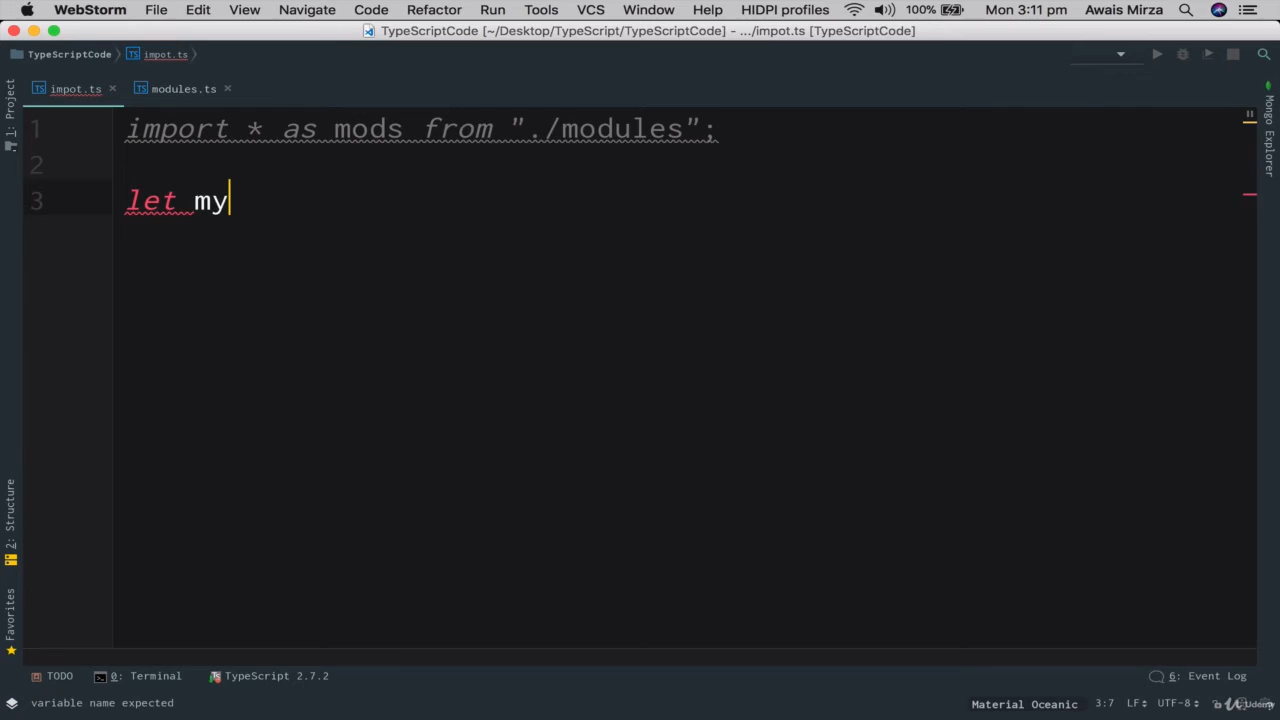 WebStorm File Edit View Navigate Code Refactor Run Tools VCS Window Help HIDPI profiles 100% Mon 3:11 pm Awais Mirza
TypeScriptCode [~/Desktop/TypeScript/TypeScriptCode] - .../impot.ts [TypeScriptCode]
TypeScriptCode impot.ts
1: Project
impot.ts modules.ts
Mongo Explorer
1 import * as mods from "./modules";
2
3 let my
2: Structure
Favorites
TODO 0: Terminal TypeScript 2.7.2 6: Event Log
variable name expected Material Oceanic 3:7 LF UTF-8 Udemy